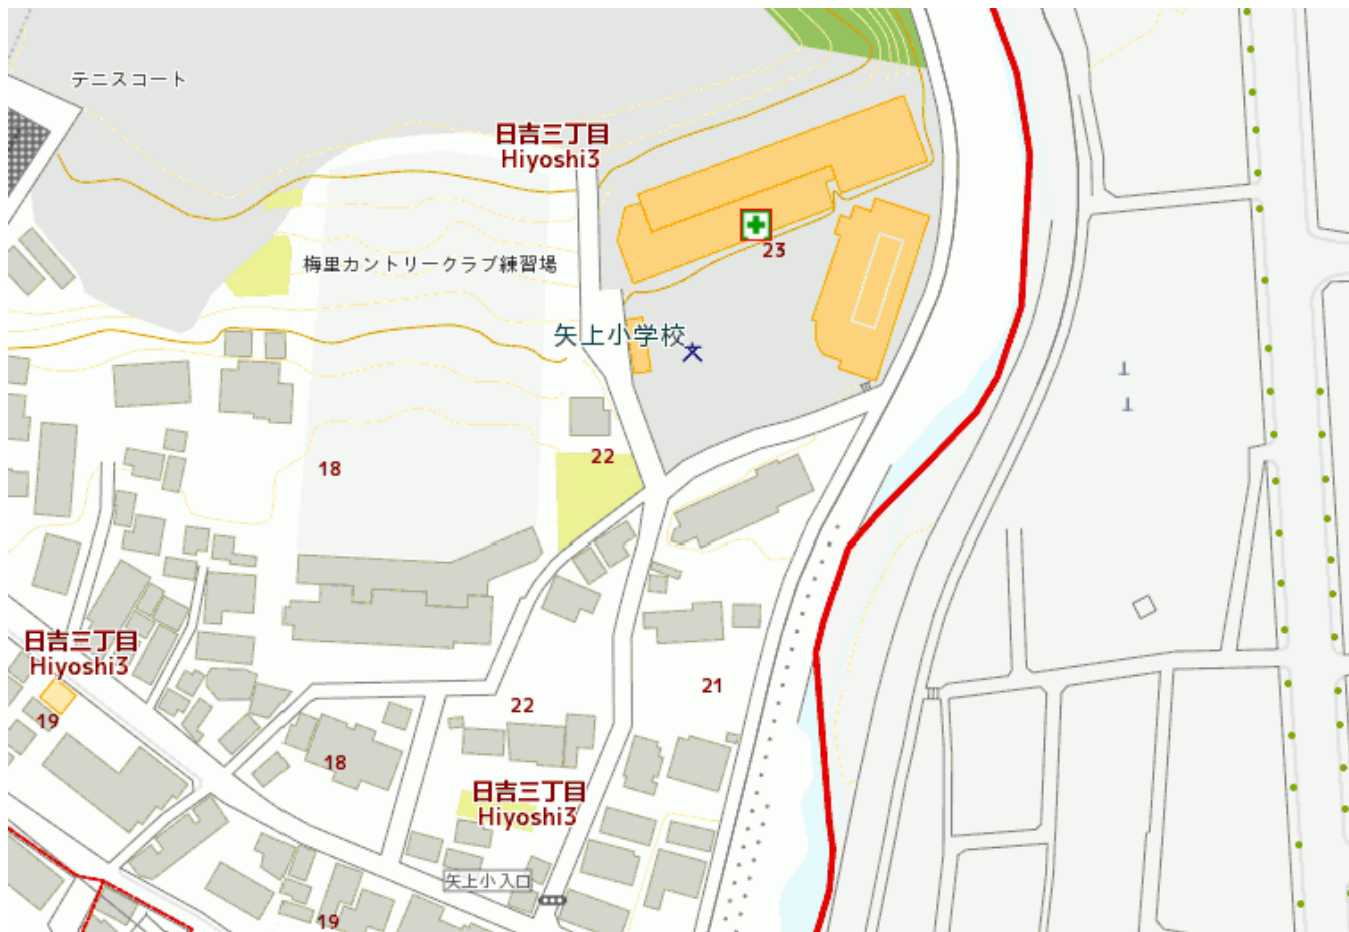 テニスコート
日吉三丁目
Hiyoshi3
23
梅里カントリークラブ練習場
矢上小学校
22
18
日吉三丁目
Hiyoshi3
21
22
19
18
日吉三丁目
Hiyoshi3
矢上小入口
19